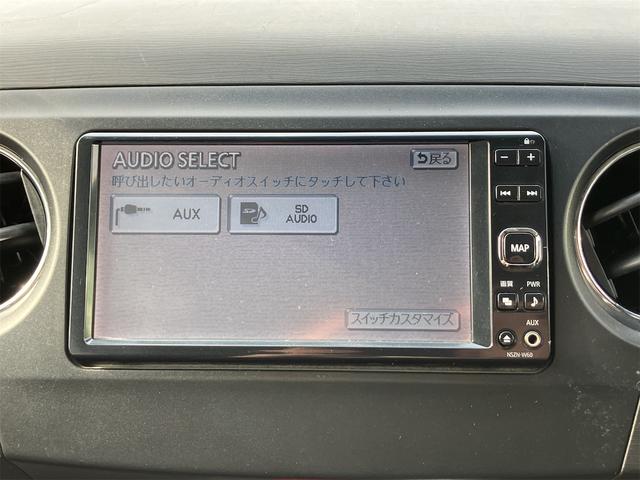 AUDIO SELECT
戻る
呼び出したいオーディオスイッチにタッチして下さい
AUX
SD AUDIO
スイッチカスタマイズ
MAP
画質 PWR
AUX
NSZN-W60